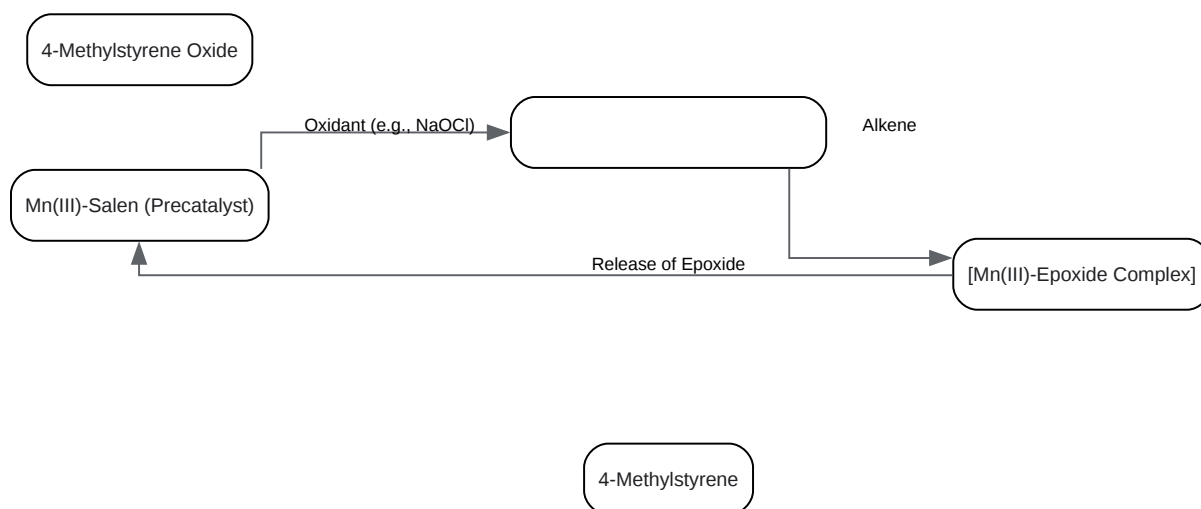 4-Methylstyrene Oxide
Oxidant (e.g., NaOCl)
Alkene
Mn(III)-Salen (Precatalyst)
Release of Epoxide
[Mn(III)-Epoxide Complex]
4-Methylstyrene